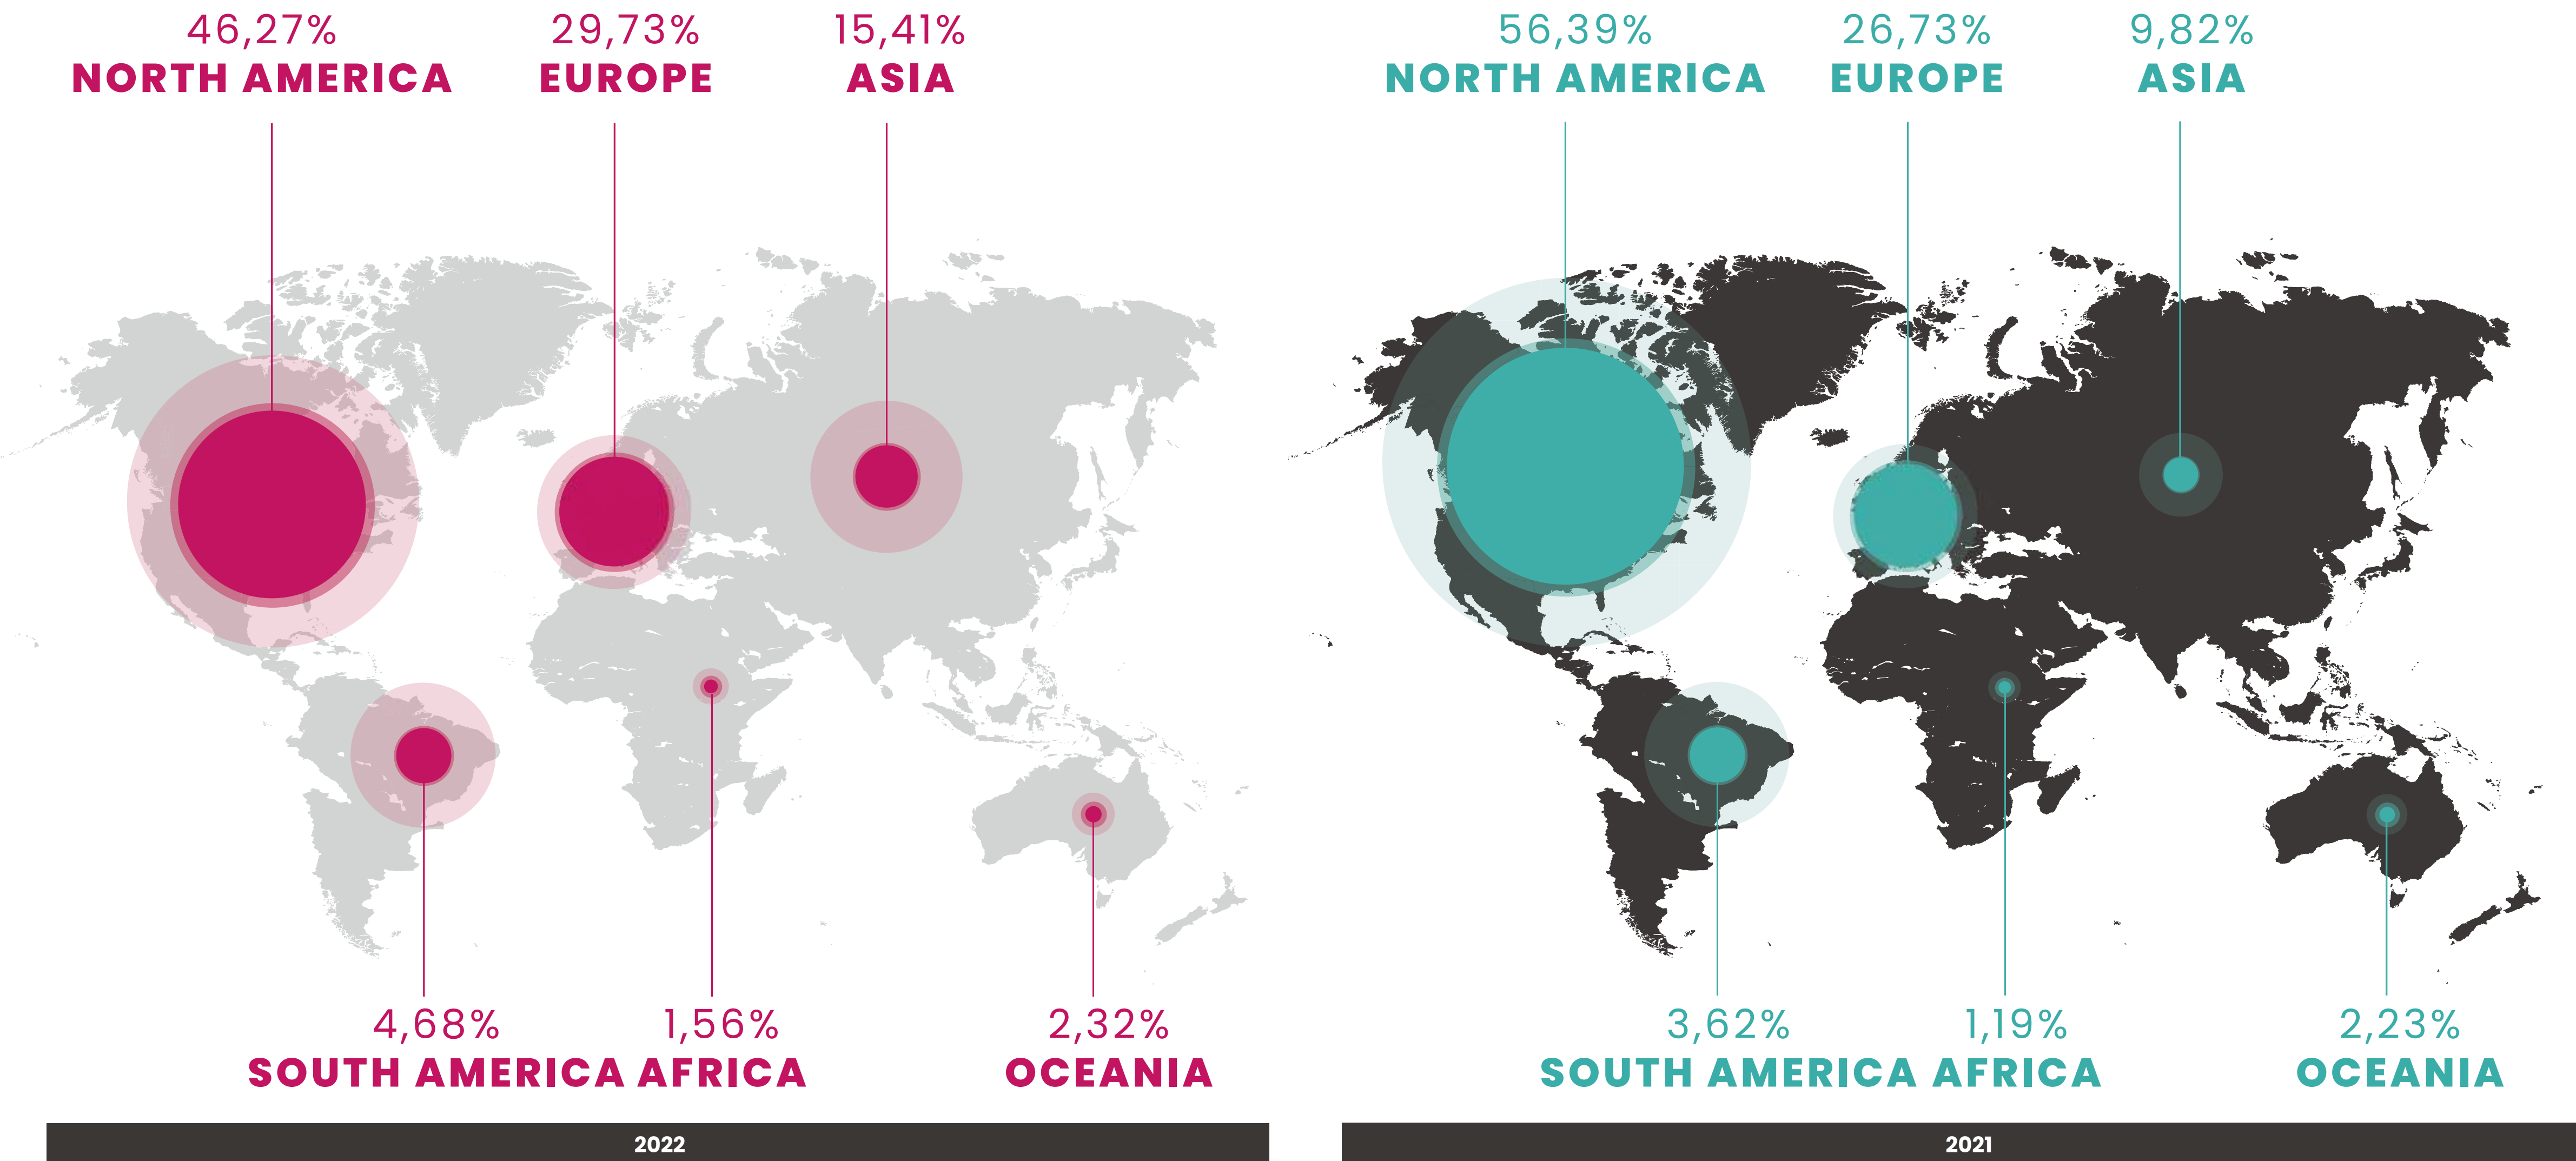 46,27%
NORTH AMERICA
29,73%
EUROPE
15,41%
ASIA
4,68%
SOUTH AMERICA
1,56%
AFRICA
2,32%
OCEANIA
2022
56,39%
NORTH AMERICA
26,73%
EUROPE
9,82%
ASIA
3,62%
SOUTH AMERICA
1,19%
AFRICA
2,23%
OCEANIA
2021